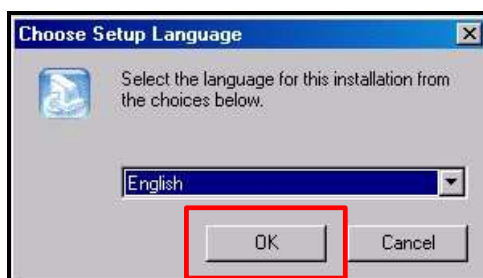 Choose Setup Language
Select the language for this installation from
the choices below.
English
OK
Cancel